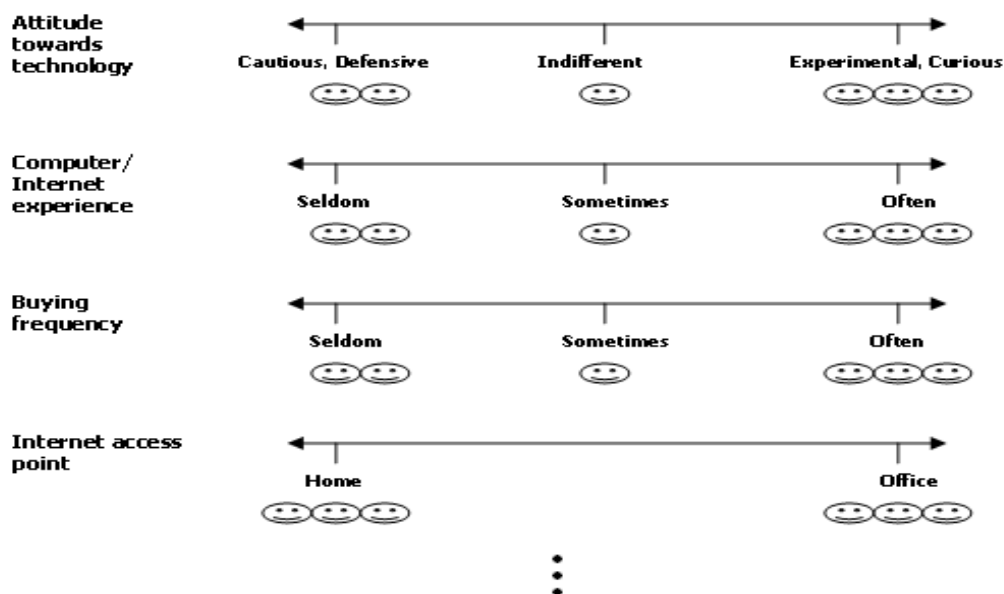 Attitude
towards
technology
Cautious, Defensive Indifferent Experimental, Curious
Computer/
Internet
experience
Seldom Sometimes Often
Buying
frequency
Seldom Sometimes Often
Internet access
point
Home Office